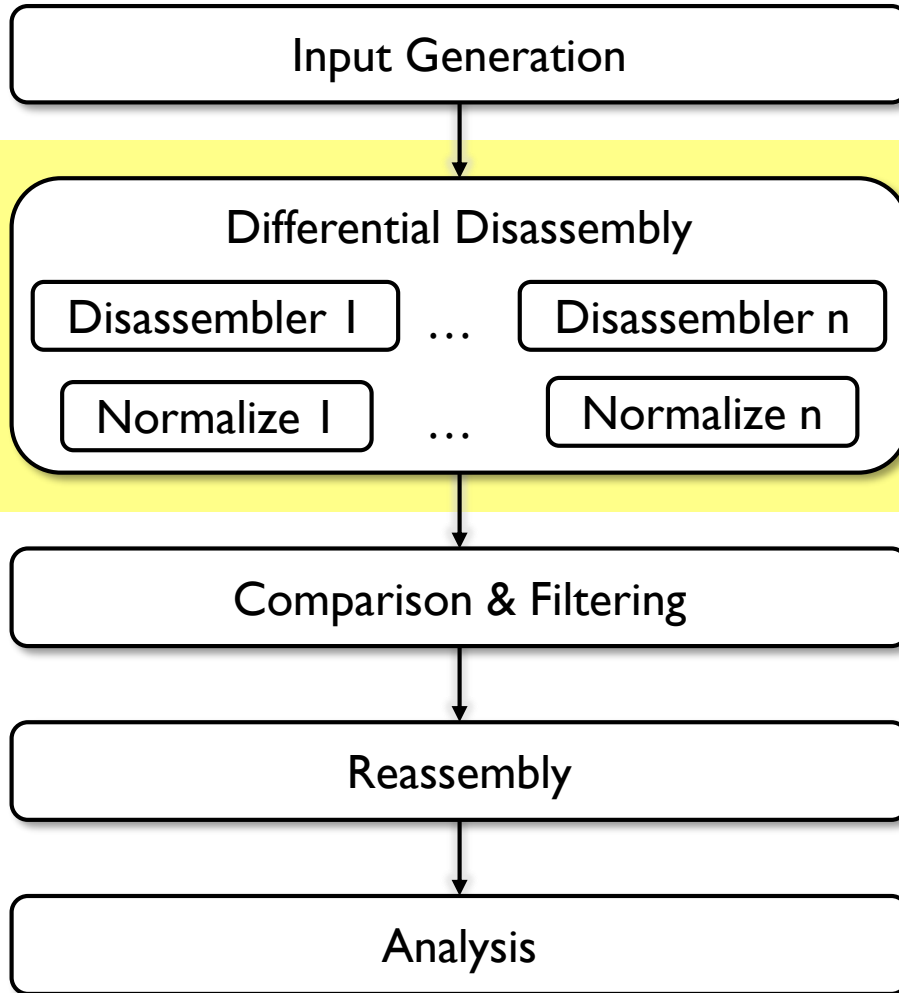 Input Generation
Differential Disassembly
Disassembler 1 … Disassembler n
Normalize 1 … Normalize n
Comparison & Filtering
Reassembly
Analysis